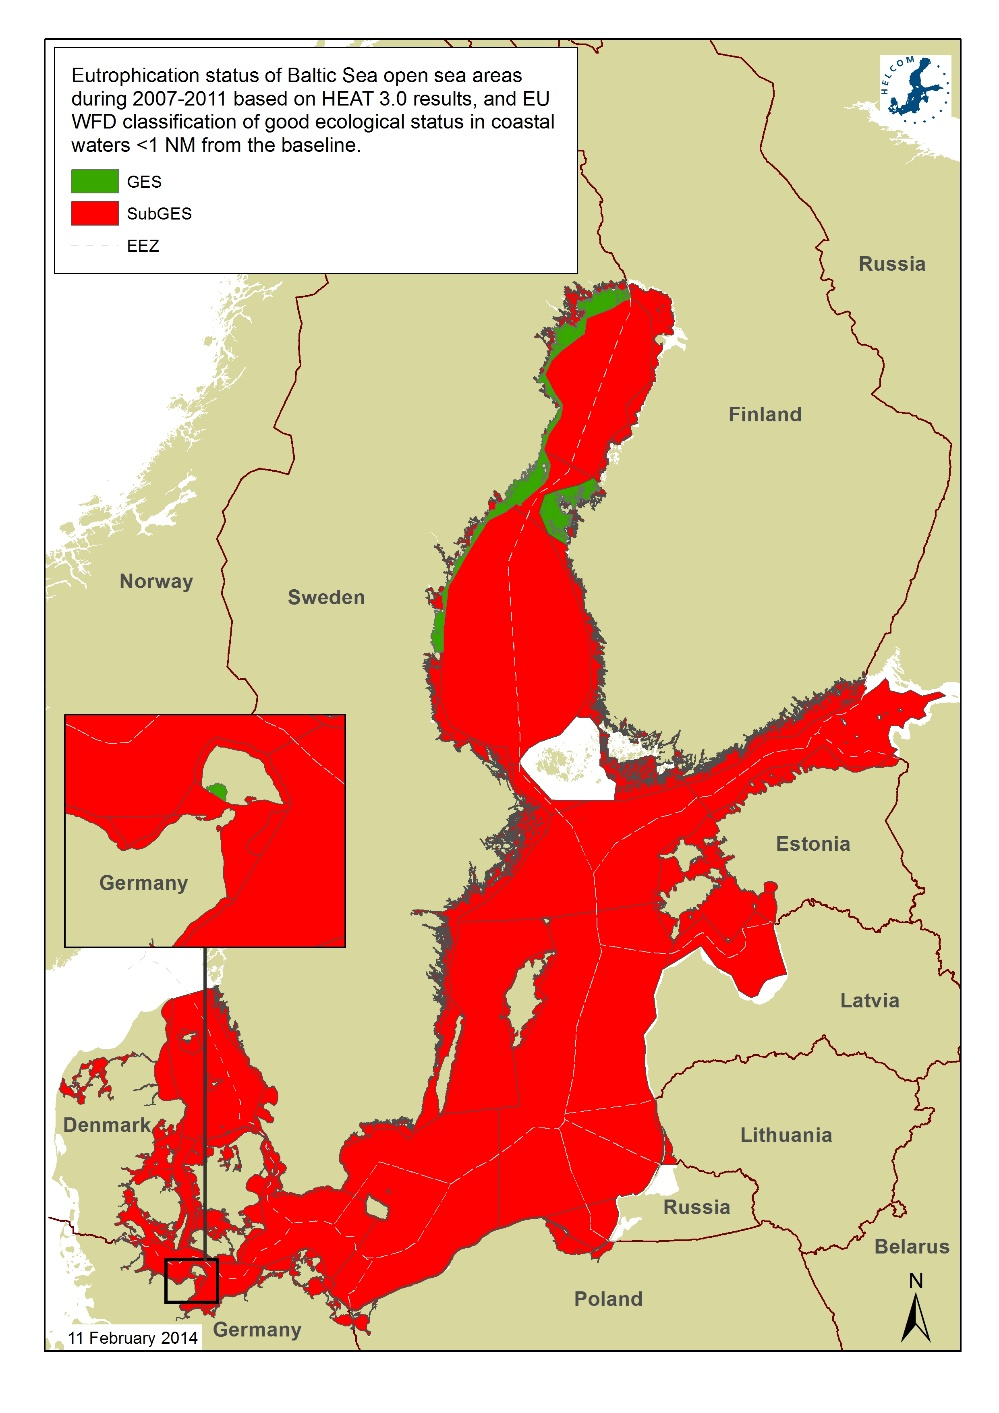 Eutrophication status of Baltic Sea open sea areas
during 2007-2011 based on HEAT 3.0 results, and EU
WFD classification of good ecological status in coastal
waters <1 NM from the baseline.
GES
SubGES
EEZ
HELCOM
Russia
Finland
Norway
Sweden
Germany
Estonia
Latvia
Denmark
Lithuania
Russia
Belarus
N
Poland
Germany
11 February 2014